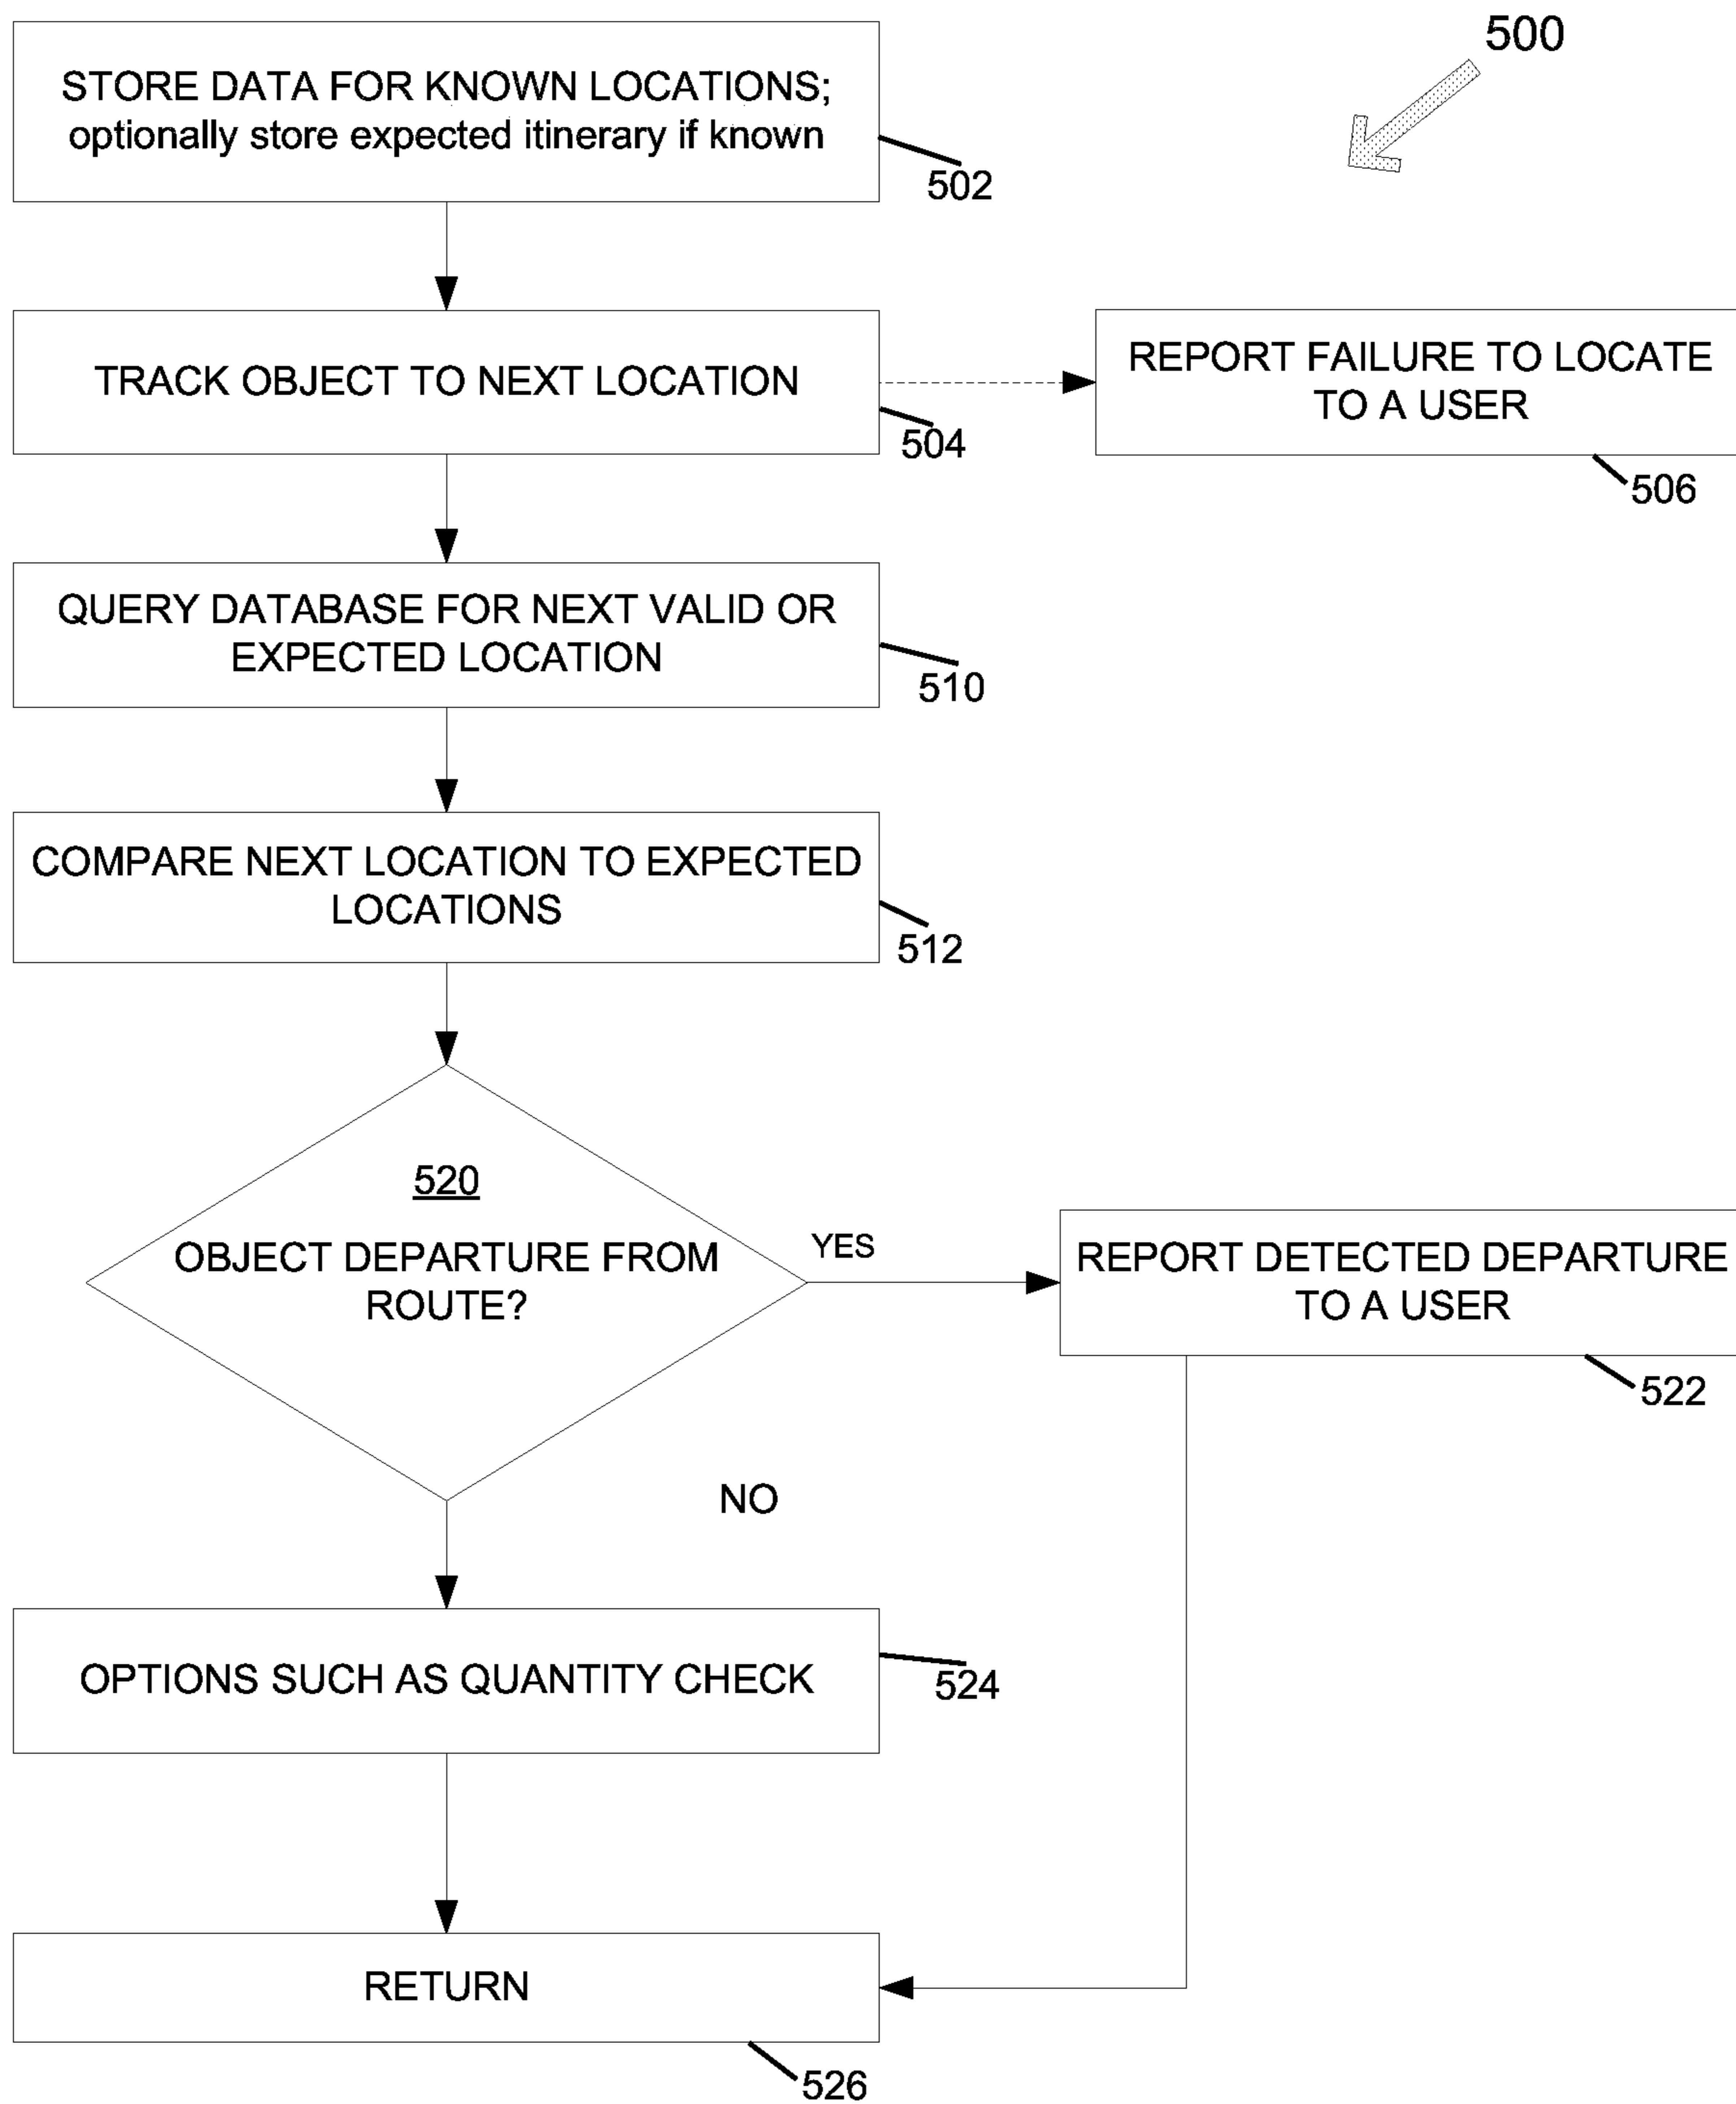 500
STORE DATA FOR KNOWN LOCATIONS;
optionally store expected itinerary if known
502
TRACK OBJECT TO NEXT LOCATION
504
REPORT FAILURE TO LOCATE
TO A USER
506
QUERY DATABASE FOR NEXT VALID OR
EXPECTED LOCATION
510
COMPARE NEXT LOCATION TO EXPECTED
LOCATIONS
512
520
OBJECT DEPARTURE FROM
ROUTE?
YES
REPORT DETECTED DEPARTURE
TO A USER
522
NO
OPTIONS SUCH AS QUANTITY CHECK
524
RETURN
526